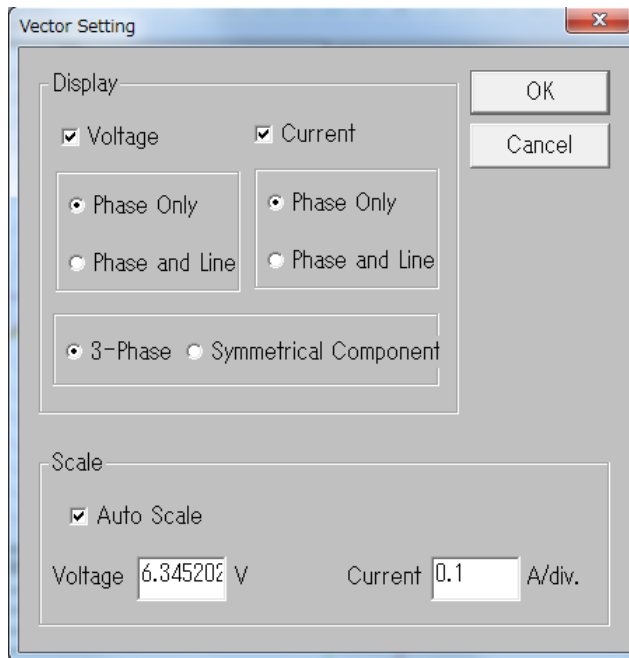 Vector Setting
Display
OK
Voltage
Current
Cancel
Phase Only
Phase Only
Phase and Line
Phase and Line
3-Phase
Symmetrical Component
Scale
Auto Scale
Voltage 6.345202 V
Current 0.1 A/div.